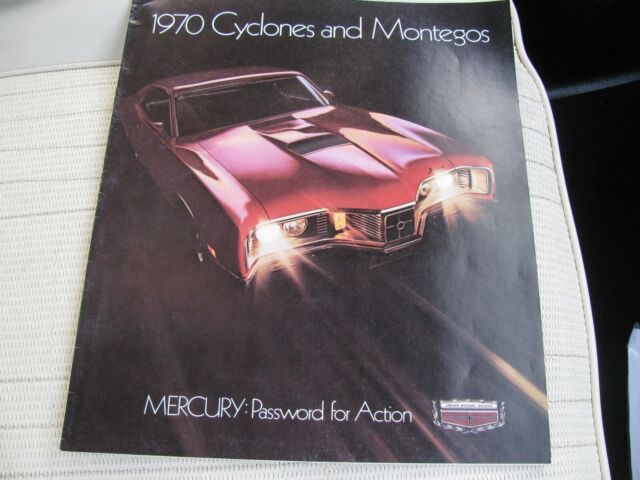 1970 Cyclones and Montegos
MERCURY: Password for Action